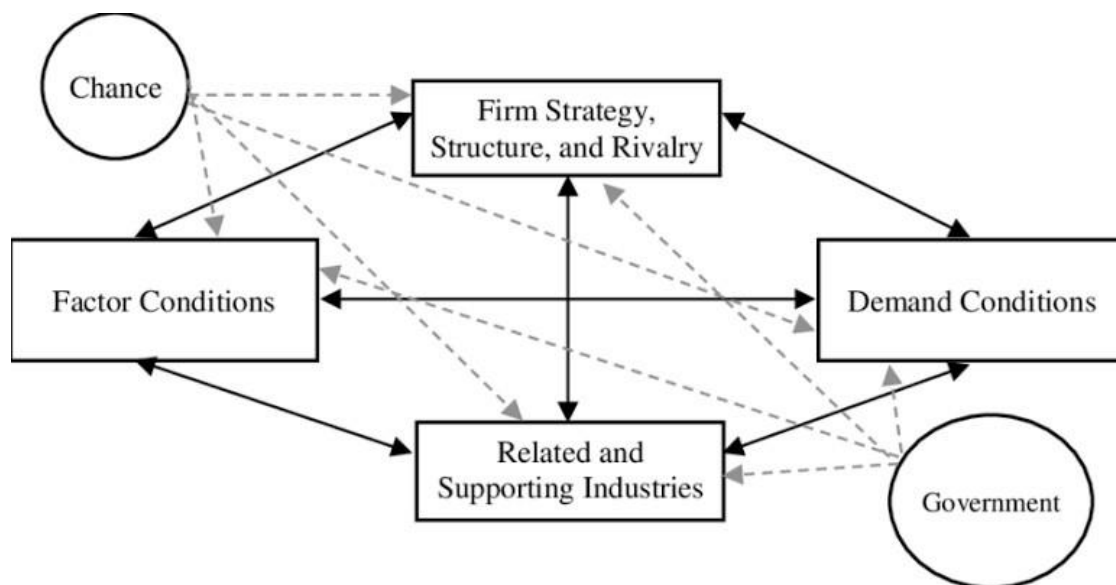 Chance
Firm Strategy,
Structure, and Rivalry
Factor Conditions
Demand Conditions
Related and
Supporting Industries
Government